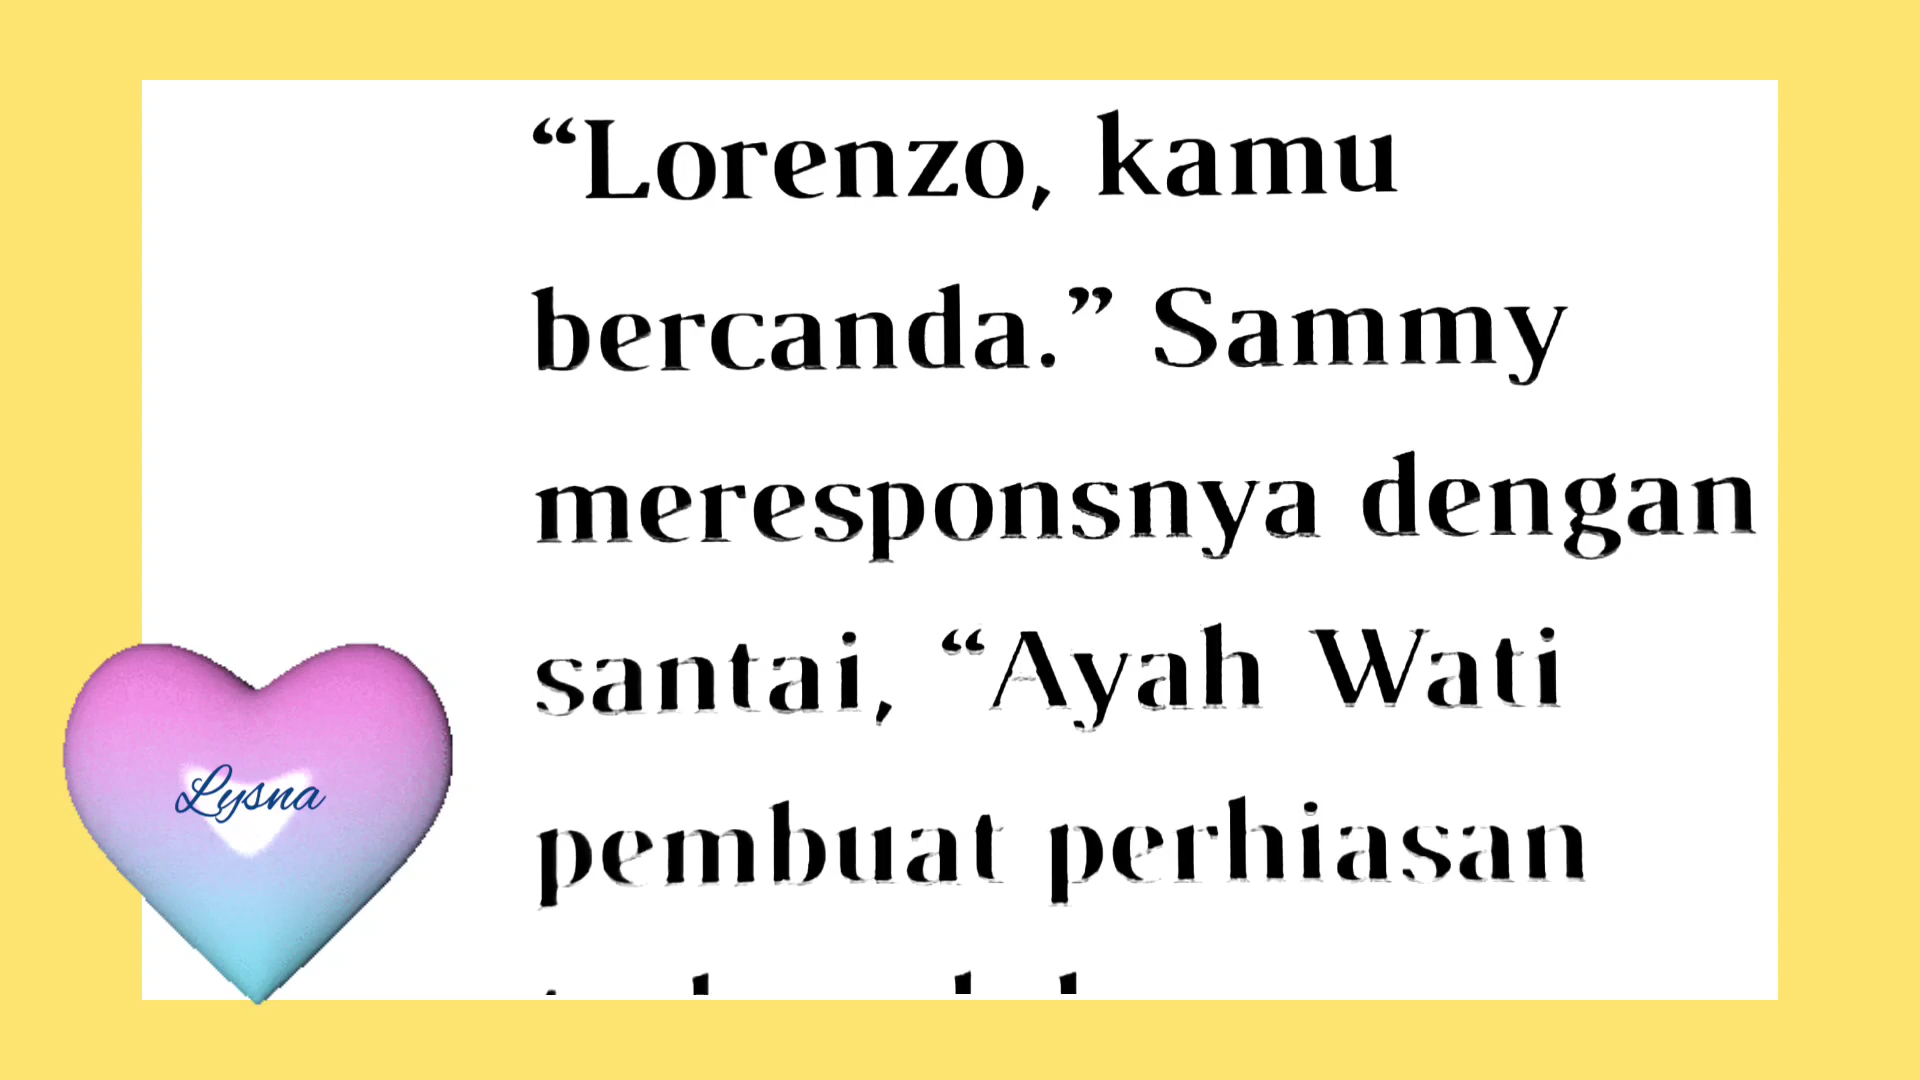 “Lorenzo, kamu
bercanda.” Sammy
meresponsnya dengan
santai, “Ayah Wati
pembuat perhiasan
Lysna